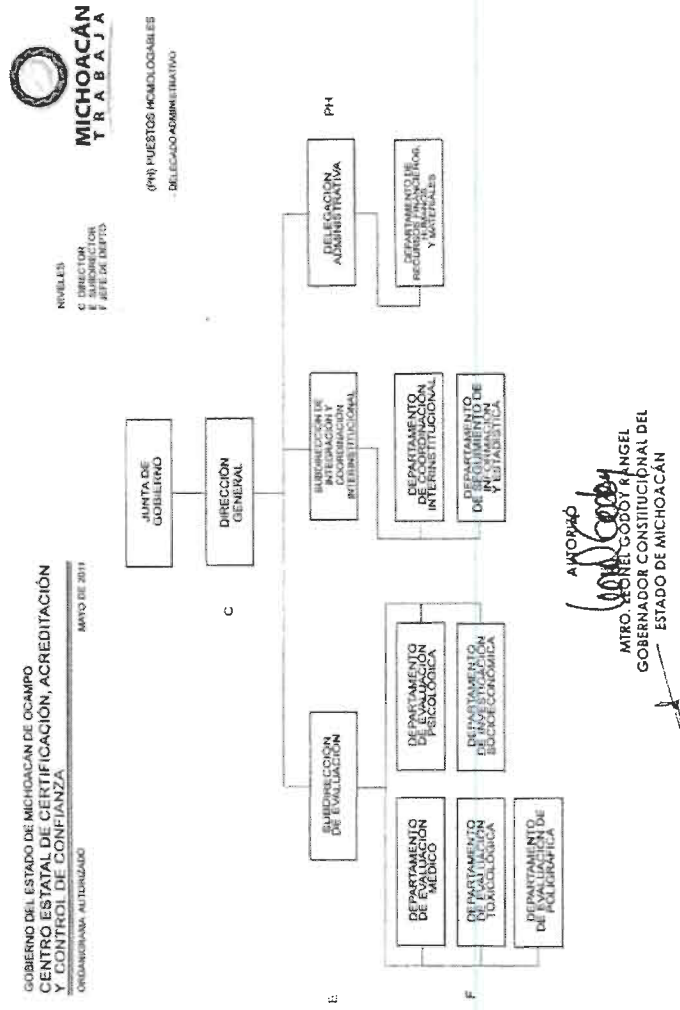 GOBIERNO DEL ESTADO DE MICHOACÁN DE OCAMPO
CENTRO ESTATAL DE CERTIFICACIÓN, ACREDITACIÓN
Y CONTROL DE CONFIANZA
ORGANIGRAMA AUTORIZADO
MAYO DE 2011
NIVELES
C DIRECTOR
E SUBDIRECTOR
F JEFE DE DEPTO
MICHOACÁN
TRABAJA
(PH) PUESTOS HOMOLOGABLES
- DELEGADO ADMINISTRATIVO
JUNTA DE
GOBIERNO
C
DIRECCIÓN
GENERAL
E
SUBDIRECCIÓN
DE EVALUACIÓN
SUBDIRECCIÓN DE
INTEGRACIÓN Y
COORDINACIÓN
INTERINSTITUCIONAL
DELEGACIÓN
ADMINISTRATIVA
PH
DEPARTAMENTO
DE EVALUACIÓN
MÉDICO
DEPARTAMENTO
DE EVALUACIÓN
PSICOLÓGICA
DEPARTAMENTO
DE COORDINACIÓN
INTERINSTITUCIONAL
DEPARTAMENTO DE
RECURSOS FINANCIEROS,
HUMANOS
Y MATERIALES
F
DEPARTAMENTO
DE EVALUACIÓN
TOXICOLÓGICA
DEPARTAMENTO
DE INVESTIGACIÓN
SOCIOECONÓMICA
DEPARTAMENTO
DE SEGUIMIENTO DE
INFORMACIÓN
Y ESTADÍSTICA
DEPARTAMENTO
DE EVALUACIÓN DE
POLIGRÁFICA
AUTORIZÓ
MTRO. LEONEL GODOY RANGEL
GOBERNADOR CONSTITUCIONAL DEL
ESTADO DE MICHOACÁN